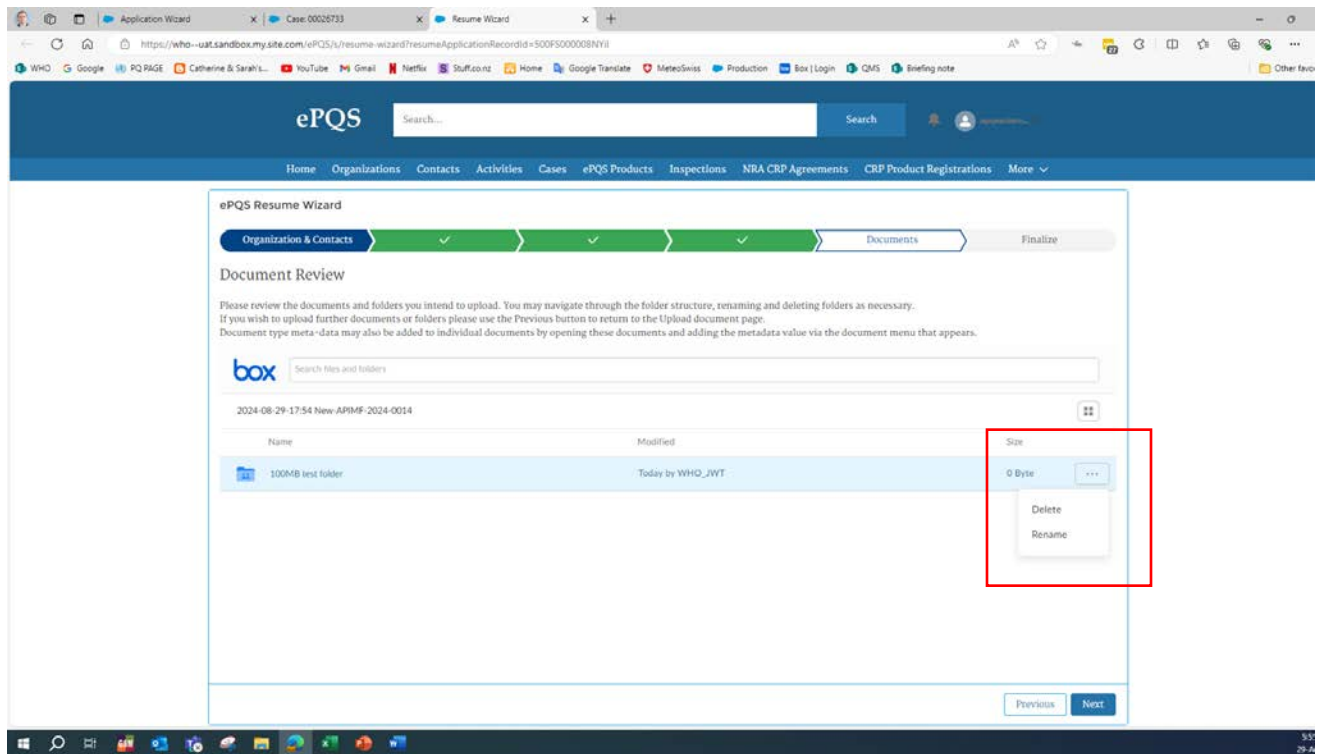 Application Wizard
Case: 00026733
Resume Wizard
https://who--uat.sandbox.my.site.com/ePQS/s/resume-wizard?resumeApplicationRecordId=500FS000008NYiI
WHO Google PQ PAGE Catherine & Sarah's... YouTube Gmail Netflix Stuff.co.nz Home Google Translate MeteoSwiss Production Box | Login QMS Briefing note Other favo
ePQS
Search...
Search
Home Organizations Contacts Activities Cases ePQS Products Inspections NRA CRP Agreements CRP Product Registrations More
ePQS Resume Wizard
Organization & Contacts Documents Finalize
Document Review
Please review the documents and folders you intend to upload. You may navigate through the folder structure, renaming and deleting folders as necessary.
If you wish to upload further documents or folders please use the Previous button to return to the Upload document page.
Document type meta-data may also be added to individual documents by opening these documents and adding the metadata value via the document menu that appears.
box
Search files and folders
2024-08-29-17:54 New-APIMF-2024-0014
Name Modified Size
100MB test folder Today by WHO_JWT 0 Byte ...
Delete
Rename
Previous Next